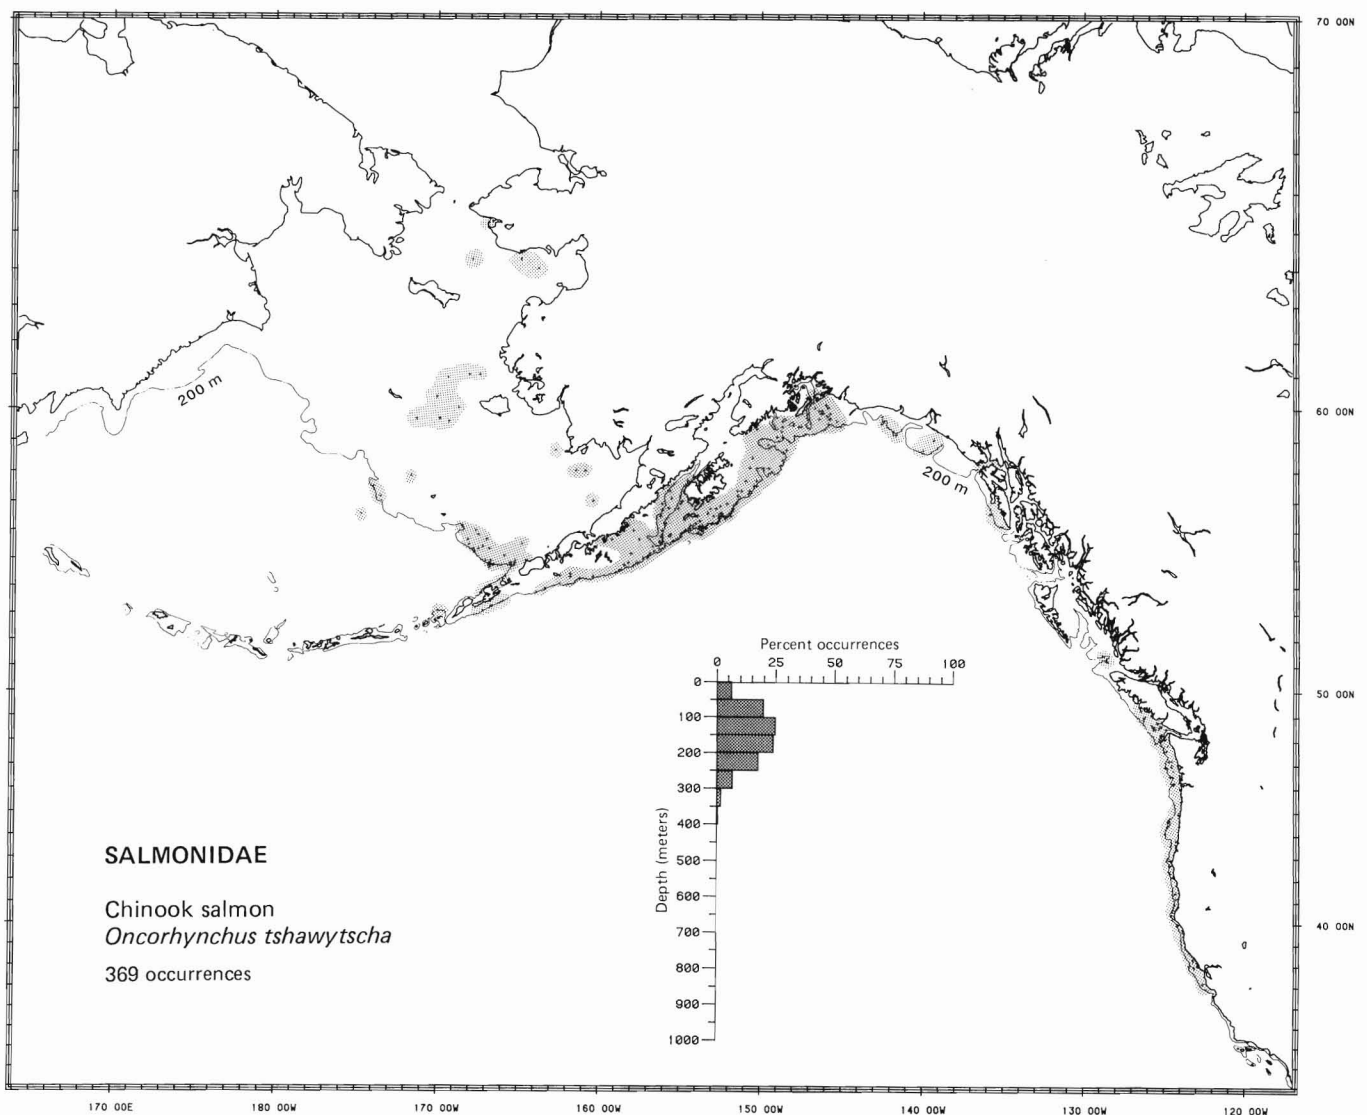 70 00N
200 m
60 00N
200 m
Percent occurrences
0 25 50 75 100
50 00N
0
100
200
300
400
500
600
700
800
900
1000
Depth (meters)
SALMONIDAE
Chinook salmon
Oncorhynchus tshawytscha
369 occurrences
40 00N
170 00E 180 00W 170 00W 160 00W 150 00W 140 00W 130 00W 120 00W